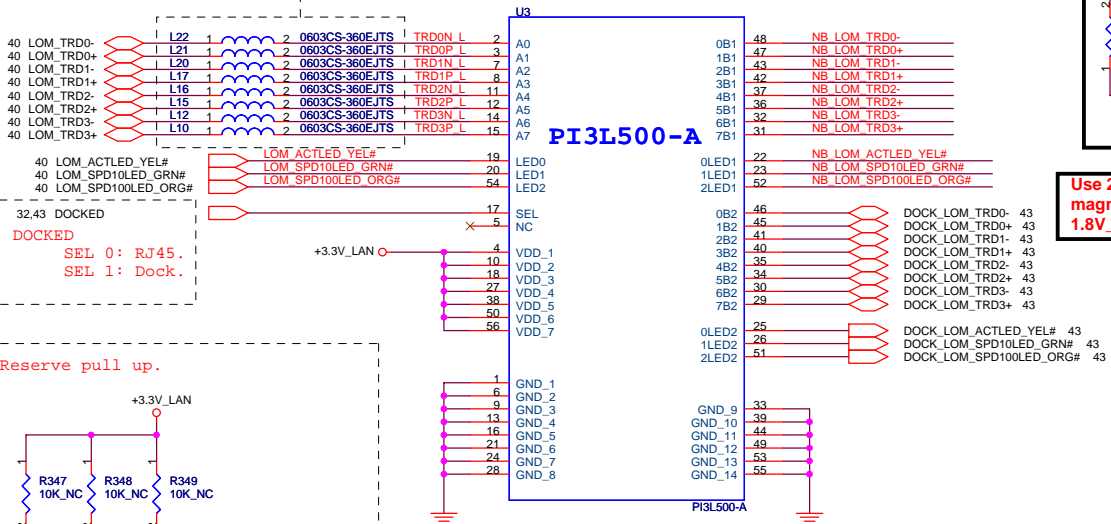 U3
40 LOM_TRD0- L22 1 2 0603CS-360EJTS TRD0N_L 2 A0 0B1 48 NB_LOM_TRD0-
40 LOM_TRD0+ L21 1 2 0603CS-360EJTS TRD0P_L 3 A1 1B1 47 NB_LOM_TRD0+
40 LOM_TRD1- L20 1 2 0603CS-360EJTS TRD1N_L 7 A2 2B1 43 NB_LOM_TRD1-
40 LOM_TRD1+ L17 1 2 0603CS-360EJTS TRD1P_L 8 A3 3B1 42 NB_LOM_TRD1+
40 LOM_TRD2- L16 1 2 0603CS-360EJTS TRD2N_L 11 A4 4B1 37 NB_LOM_TRD2-
40 LOM_TRD2+ L15 1 2 0603CS-360EJTS TRD2P_L 12 A5 5B1 36 NB_LOM_TRD2+
40 LOM_TRD3- L12 1 2 0603CS-360EJTS TRD3N_L 14 A6 6B1 32 NB_LOM_TRD3-
40 LOM_TRD3+ L10 1 2 0603CS-360EJTS TRD3P_L 15 A7 7B1 31 NB_LOM_TRD3+
PI3L500-A
40 LOM_ACTLED_YEL# LOM_ACTLED_YEL# 19 LED0 0LED1 22 NB_LOM_ACTLED_YEL#
40 LOM_SPD10LED_GRN# LOM_SPD10LED_GRN# 20 LED1 1LED1 23 NB_LOM_SPD10LED_GRN#
40 LOM_SPD100LED_ORG# LOM_SPD100LED_ORG# 54 LED2 2LED1 52 NB_LOM_SPD100LED_ORG#
32,43 DOCKED 17 SEL 0B2 46 DOCK_LOM_TRD0- 43
5 NC 1B2 45 DOCK_LOM_TRD0+ 43
DOCKED 2B2 41 DOCK_LOM_TRD1- 43
SEL 0: RJ45. +3.3V_LAN 4 VDD_1 3B2 40 DOCK_LOM_TRD1+ 43
SEL 1: Dock. 10 VDD_2 4B2 35 DOCK_LOM_TRD2- 43
18 VDD_3 5B2 34 DOCK_LOM_TRD2+ 43
27 VDD_4 6B2 30 DOCK_LOM_TRD3- 43
38 VDD_5 7B2 29 DOCK_LOM_TRD3+ 43
50 VDD_6
56 VDD_7 0LED2 25 DOCK_LOM_ACTLED_YEL# 43
1LED2 26 DOCK_LOM_SPD10LED_GRN# 43
2LED2 51 DOCK_LOM_SPD100LED_ORG# 43
Use 2
magn
1.8V_
Reserve pull up.
1 GND_1
6 GND_2
9 GND_3 GND_9 33
13 GND_4 GND_10 39
16 GND_5 GND_11 44
21 GND_6 GND_12 49
24 GND_7 GND_13 53
28 GND_8 GND_14 55
PI3L500-A
+3.3V_LAN
1 1 1
R347 R348 R349
10K_NC 10K_NC 10K_NC
2
1